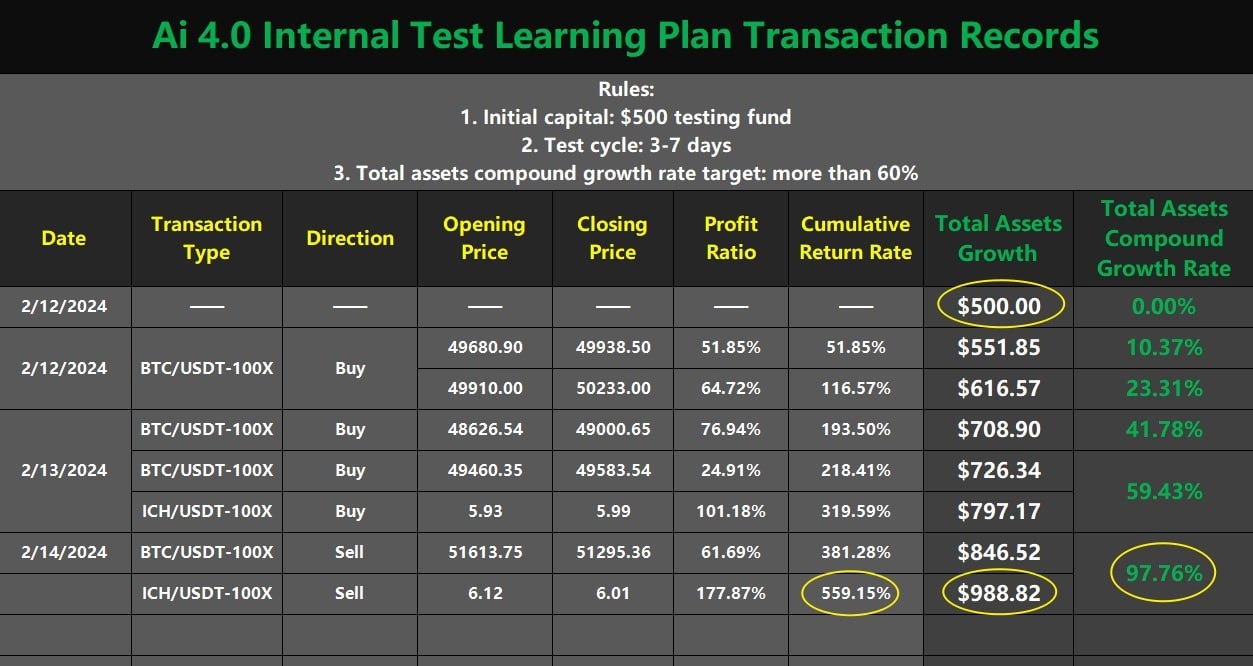 Ai 4.0 Internal Test Learning Plan Transaction Records
Rules:
1. Initial capital: $500 testing fund
2. Test cycle: 3-7 days
3. Total assets compound growth rate target: more than 60%
Date Transaction Type Direction Opening Price Closing Price Profit Ratio Cumulative Return Rate Total Assets Growth Total Assets Compound Growth Rate
2/12/2024 —— —— —— —— —— —— $500.00 0.00%
2/12/2024 BTC/USDT-100X Buy 49680.90 49938.50 51.85% 51.85% $551.85 10.37%
49910.00 50233.00 64.72% 116.57% $616.57 23.31%
2/13/2024 BTC/USDT-100X Buy 48626.54 49000.65 76.94% 193.50% $708.90 41.78%
BTC/USDT-100X Buy 49460.35 49583.54 24.91% 218.41% $726.34 59.43%
ICH/USDT-100X Buy 5.93 5.99 101.18% 319.59% $797.17
2/14/2024 BTC/USDT-100X Sell 51613.75 51295.36 61.69% 381.28% $846.52 97.76%
ICH/USDT-100X Sell 6.12 6.01 177.87% 559.15% $988.82